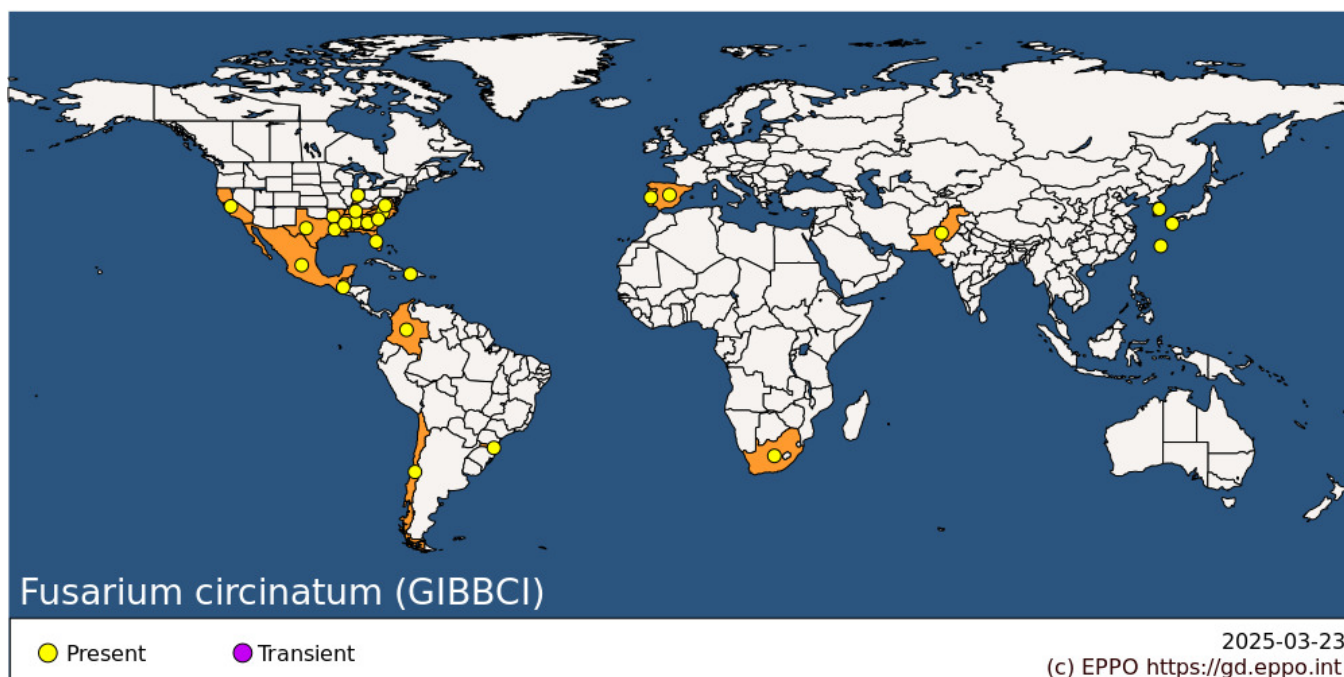 Fusarium circinatum (GIBBCI)
Present
Transient
2025-03-23
(c) EPPO https://gd.eppo.int